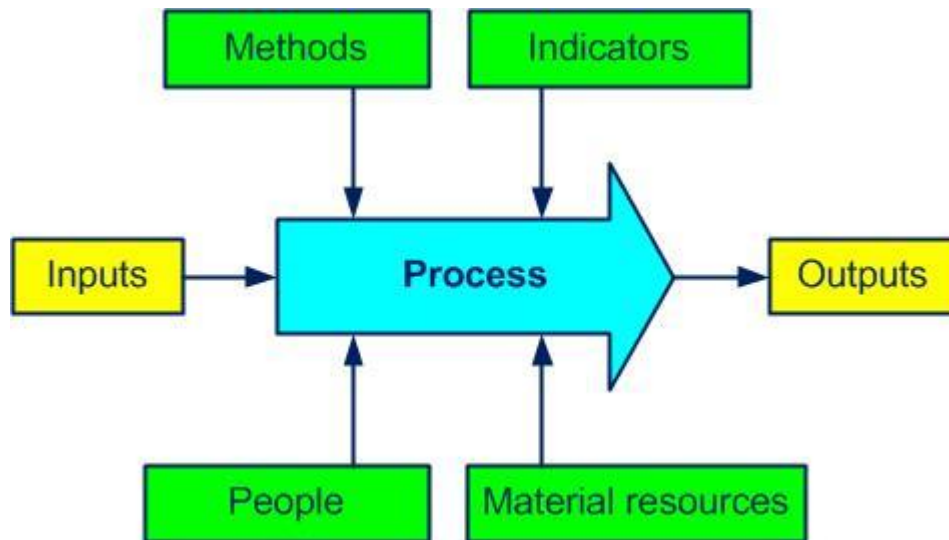 Methods
Indicators
Inputs
Process
Outputs
People
Material resources